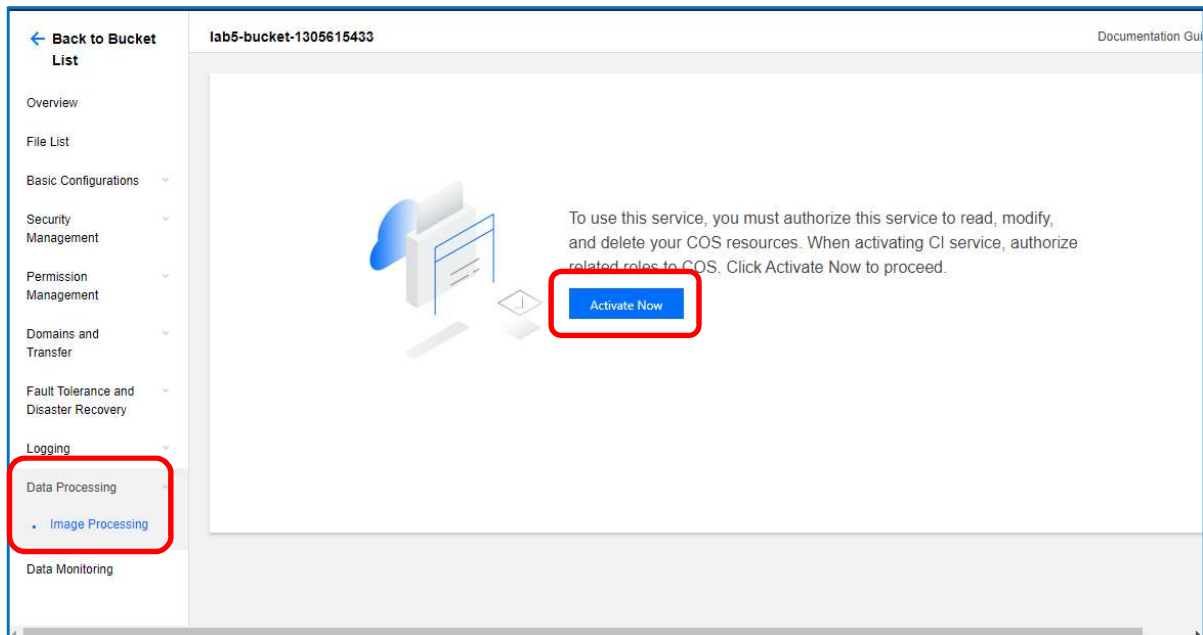 Back to Bucket
List
lab5-bucket-1305615433
Documentation Gui
Overview
File List
Basic Configurations
Security
Management
Permission
Management
Domains and
Transfer
Fault Tolerance and
Disaster Recovery
Logging
Data Processing
Image Processing
Data Monitoring
To use this service, you must authorize this service to read, modify,
and delete your COS resources. When activating CI service, authorize
related roles to COS. Click Activate Now to proceed.
Activate Now